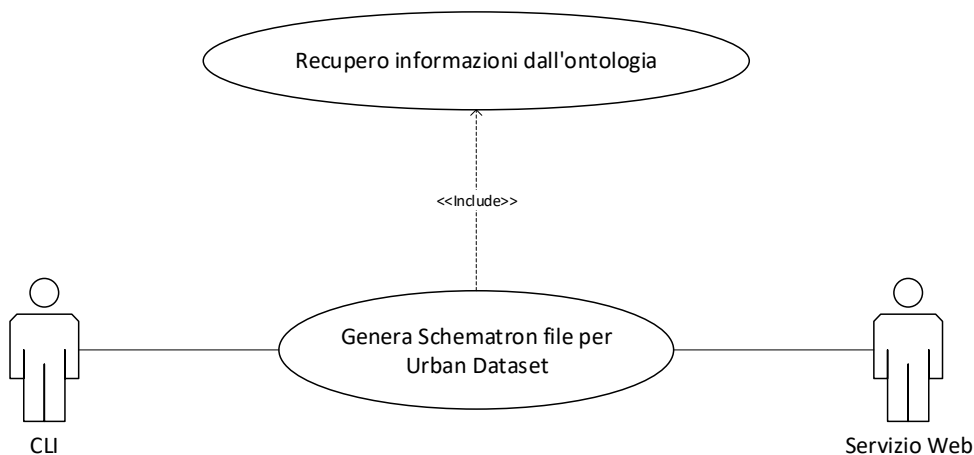 Recupero informazioni dall'ontologia
<<Include>>
Genera Schematron file per
Urban Dataset
CLI
Servizio Web